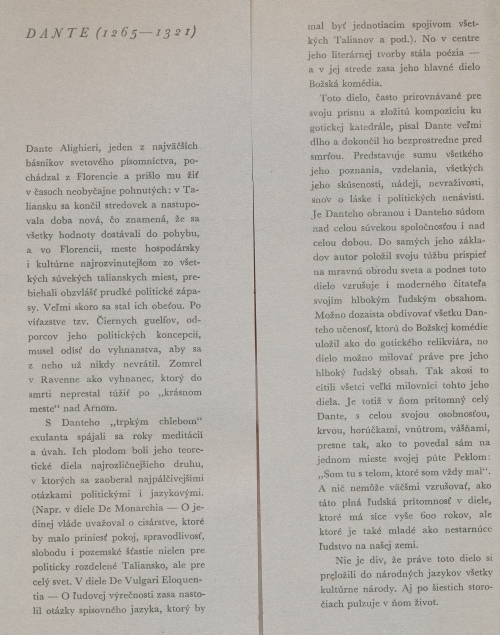 DANTE (1265—1321)
Dante Alighieri, jeden z najväčších
básnikov svetového písomníctva, po-
chádzal z Florencie a prišlo mu žiť
v časoch neobyčajne pohnutých: v Ta-
liansku sa končil stredovek a nastupo-
vala doba nová, čo znamená, že sa
všetky hodnoty dostávali do pohybu,
a vo Florencii, meste hospodársky
i kultúrne najrozvinutejšom zo všet-
kých súvekých talianskych miest, pre-
biehali obzvlášť prudké politické zápa-
sy. Veľmi skoro sa stal ich obeťou. Po
víťazstve tzv. Čiernych guelfov, od-
porcov jeho politických koncepcií,
musel odísť do vyhnanstva, aby sa
z neho už nikdy nevrátil. Zomrel
v Ravenne ako vyhnanec, ktorý do
smrti neprestal túžiť po „krásnom
meste“ nad Arnom.
S Danteho „trpkým chlebom“
exulanta spájali sa roky meditácií
a úvah. Ich plodom boli jeho teore-
tické diela najrozličnejšieho druhu,
v ktorých sa zaoberal najpálčivejšími
otázkami politickými i jazykovými.
(Napr. v diele De Monarchia — O je-
dinej vláde uvažoval o cisárstve, ktoré
by malo priniesť pokoj, spravodlivosť,
slobodu i pozemské šťastie nielen pre
politicky rozdelené Taliansko, ale pre
celý svet. V diele De Vulgari Eloquen-
tia — O ľudovej výrečnosti zasa nasto-
lil otázky spisovného jazyka, ktorý by
mal byť jednotiacim spojivom všet-
kých Talianov a pod.). No v centre
jeho literárnej tvorby stála poézia —
a v jej strede zasa jeho hlavné dielo
Božská komédia.
Toto dielo, často prirovnávané pre
svoju prísnu a zložitú kompozíciu ku
gotickej katedrále, písal Dante veľmi
dlho a dokončil ho bezprostredne pred
smrťou. Predstavuje sumu všetkého
jeho poznania, vzdelania, všetkých
jeho skúseností, nádejí, nevraživosti,
snov o láske i politických nenávistí.
Je Danteho obranou i Danteho súdom
nad celou súvekou spoločnosťou i nad
celou dobou. Do samých jeho zákla-
dov autor položil svoju túžbu prispieť
na mravnú obrodu sveta a podnes toto
dielo vzrušuje i moderného čitateľa
svojím hlbokým ľudským obsahom.
Možno dozaista obdivovať všetku Dan-
teho učenosť, ktorú do Božskej komédie
uložil ako do gotického relikviára, no
dielo možno milovať práve pre jeho
hlboký ľudský obsah. Tak akosi to
cítili všetci veľkí milovníci tohto jeho
diela. Je totiž v ňom prítomný celý
Dante, s celou svojou osobnosťou,
krvou, horúčkami, vnútrom, vášňami,
presne tak, ako to povedal sám na
jednom mieste svojej púte Peklom:
„Som tu s telom, ktoré som vždy mal“.
A nič nemôže väčšmi vzrušovať, ako
táto plná ľudská prítomnosť v diele,
ktoré má síce vyše 600 rokov, ale
ktoré je také mladé ako nestarnúce
ľudstvo na našej zemi.
Nie je div, že práve toto dielo si
preložili do národných jazykov všetky
kultúrne národy. Aj po šiestich storo-
čiach pulzuje v ňom život.